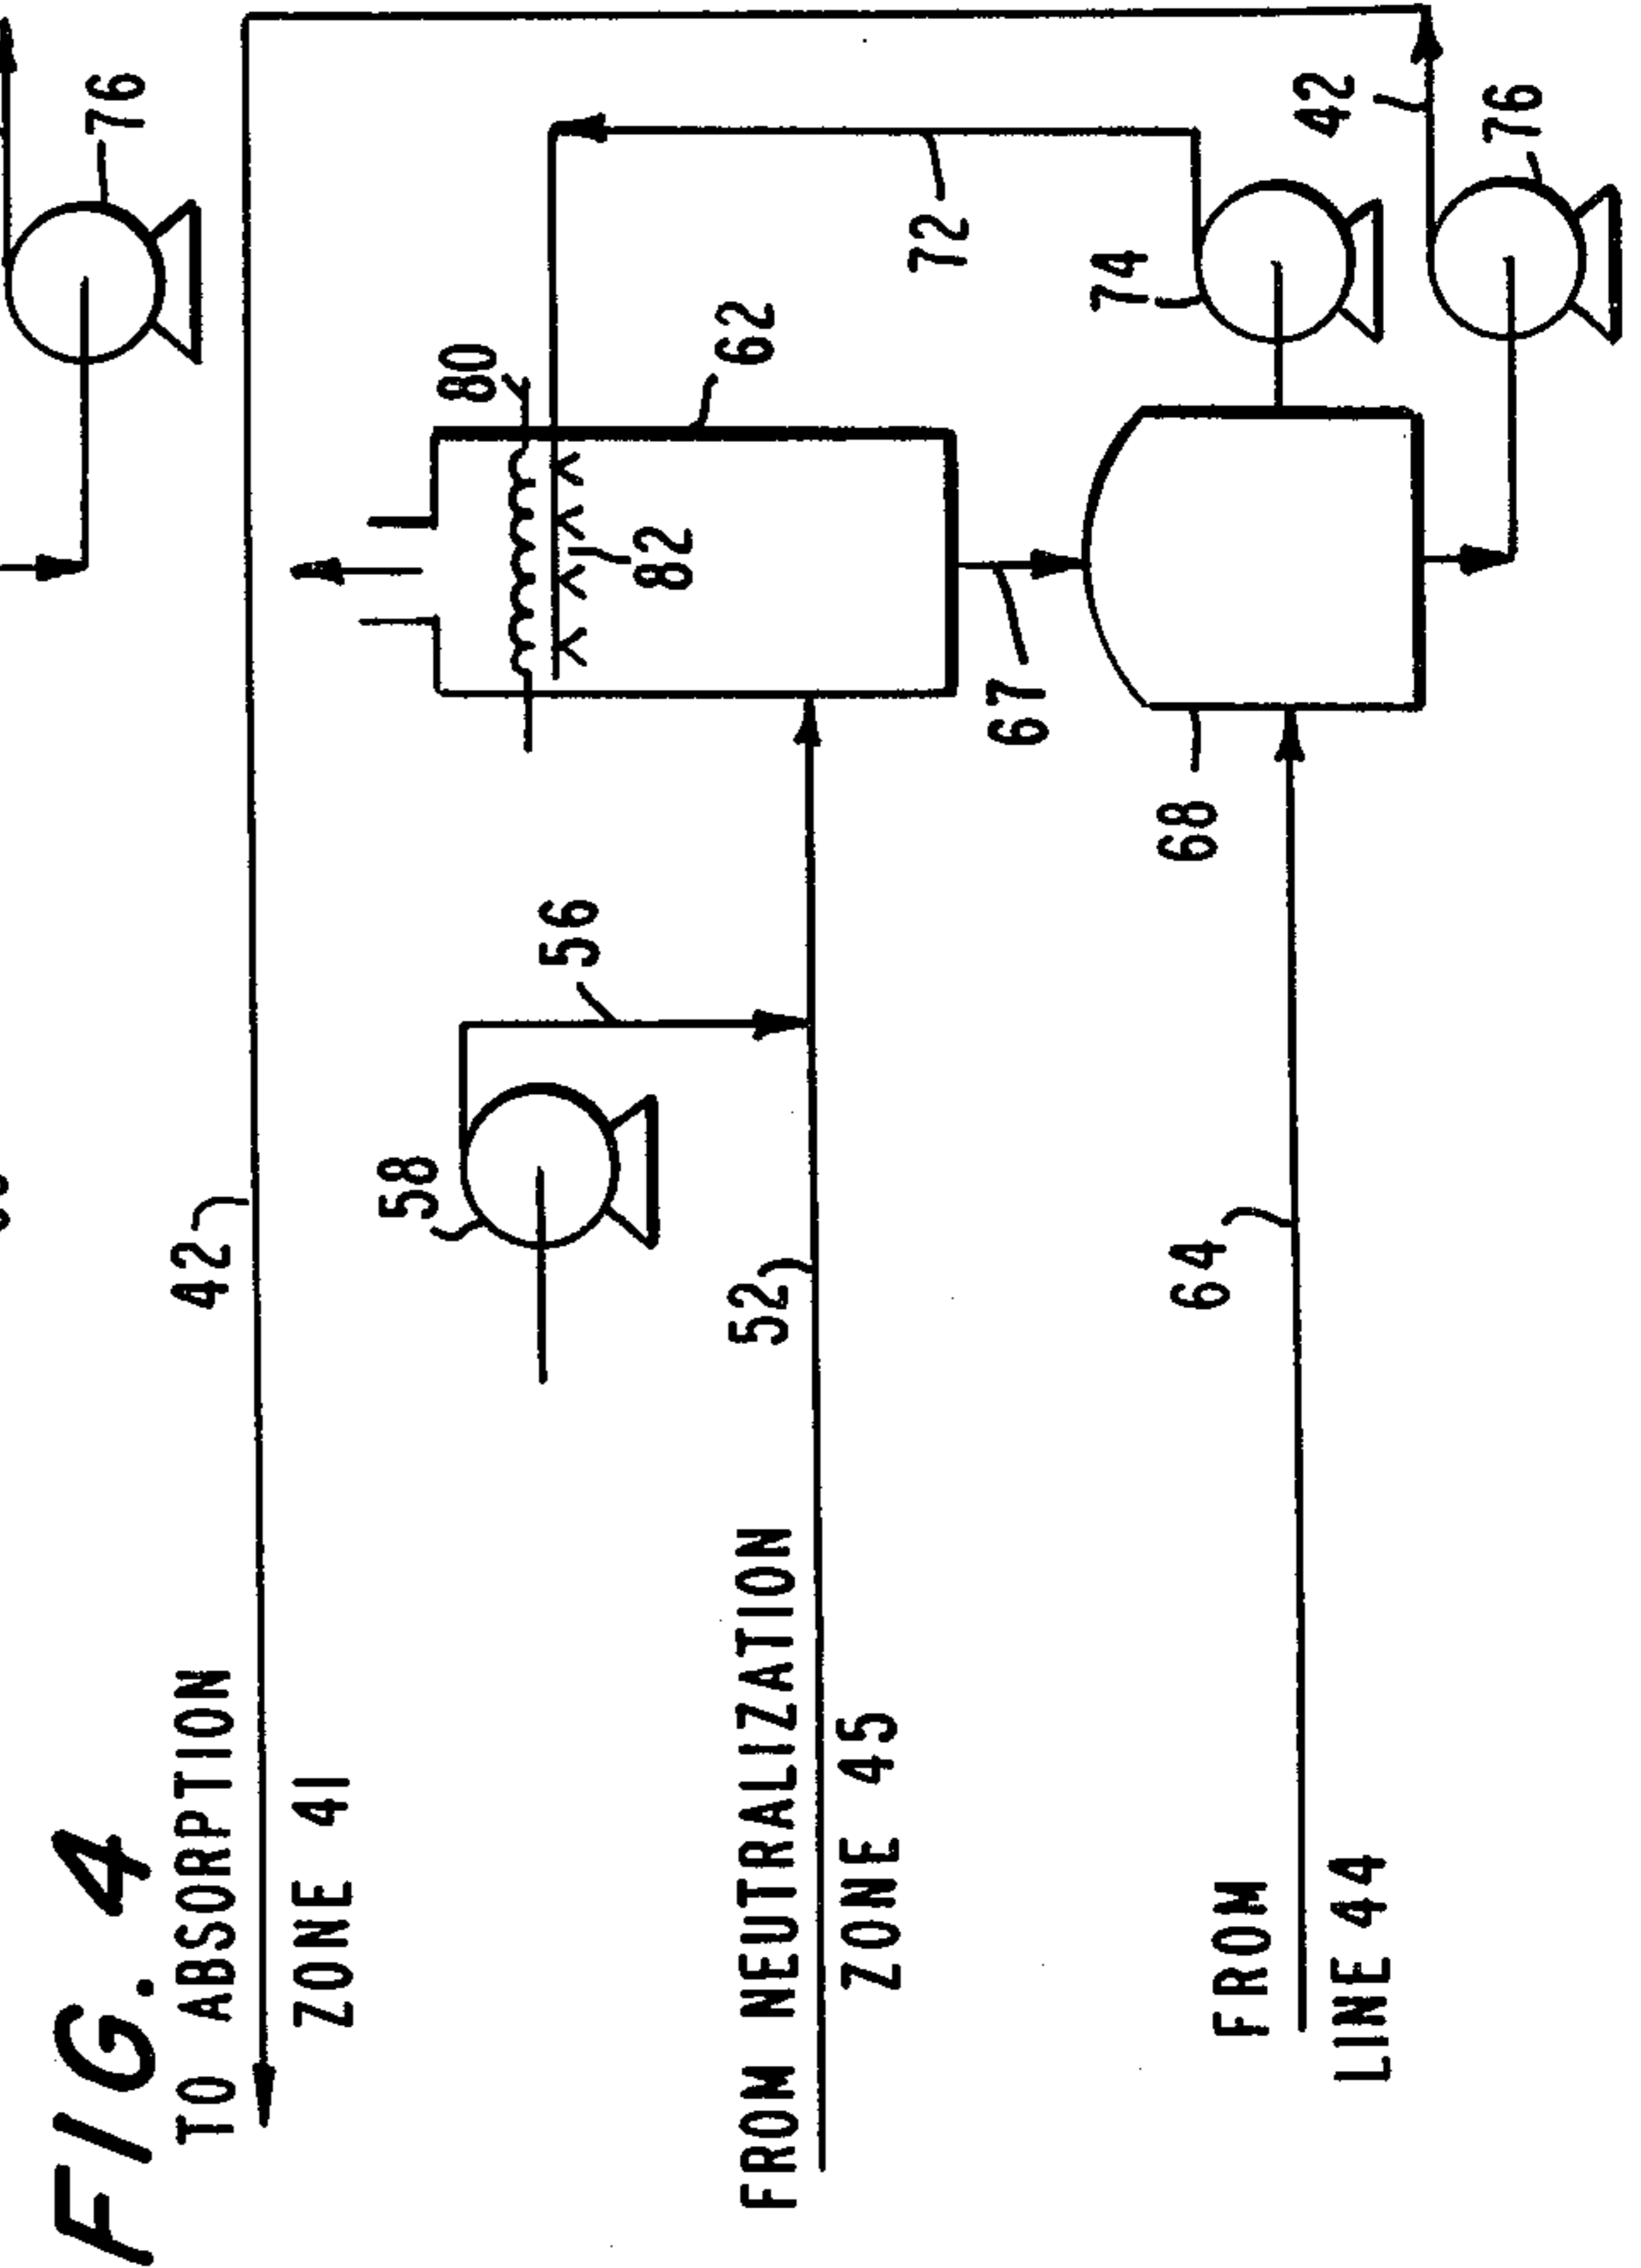 FIG. 4
TO ABSORPTION
ZONE 41
42
58
56
80
62
82
76
FROM NEUTRALIZATION
ZONE 45
52
67
72
74
42
76
68
FROM
LINE 44
64